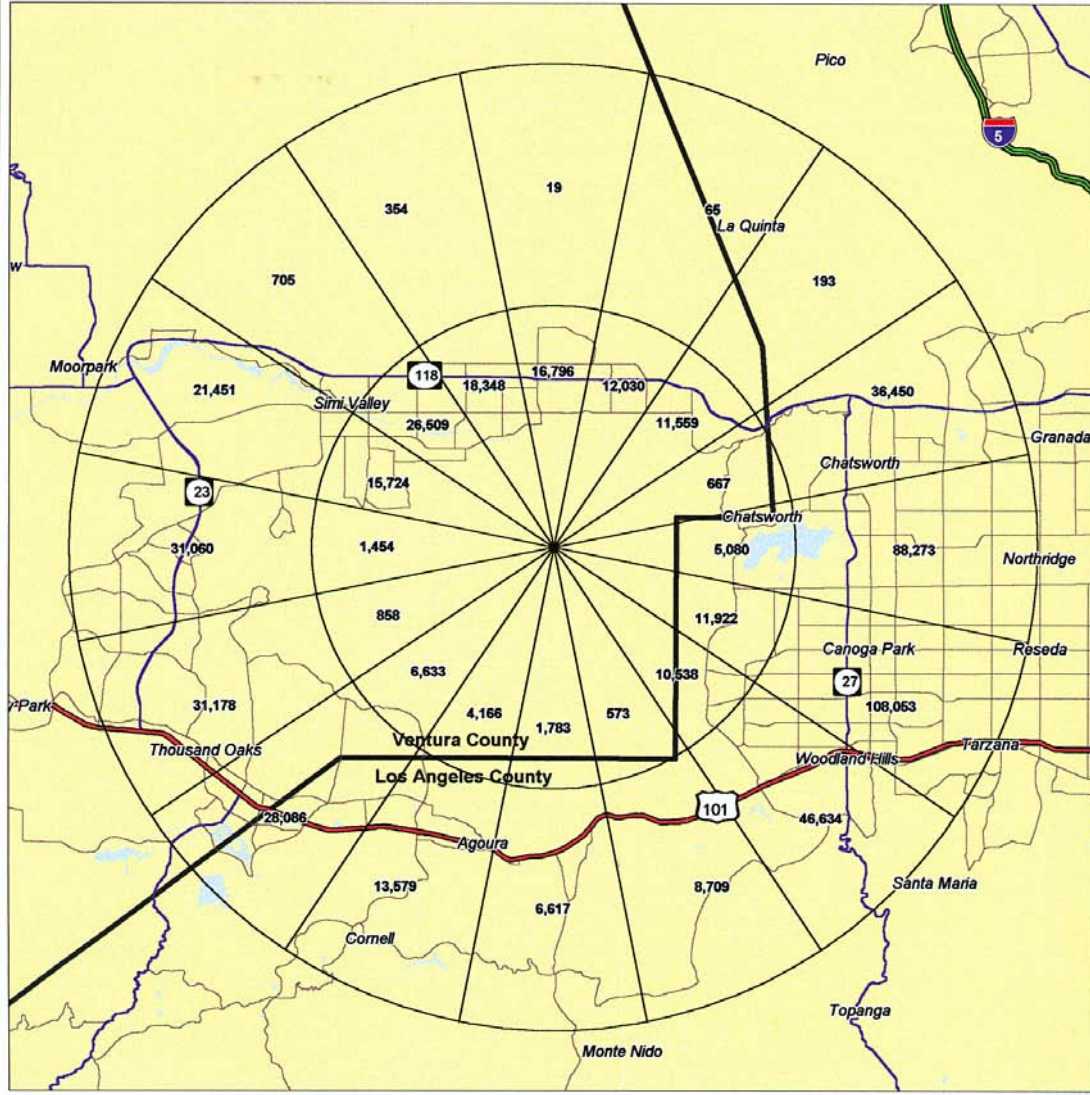 Pico
5
19
354
65
La Quinta
w
705
193
Moorpark
118
16,796
21,451
18,348
12,030
36,450
Simi Valley
26,509
11,559
Granada
Chatsworth
15,724
667
23
Chatsworth
31,060
1,454
5,080
88,273
Northridge
858
11,922
Canoga Park
Reseda
6,633
10,538
27
31,178
y Park
4,166
1,783
573
108,053
Thousand Oaks
Ventura County
Tarzana
Woodland Hills
Los Angeles County
101
28,086
46,634
Agoura
13,579
8,709
Santa Maria
6,617
Cornell
Topanga
Monte Nido